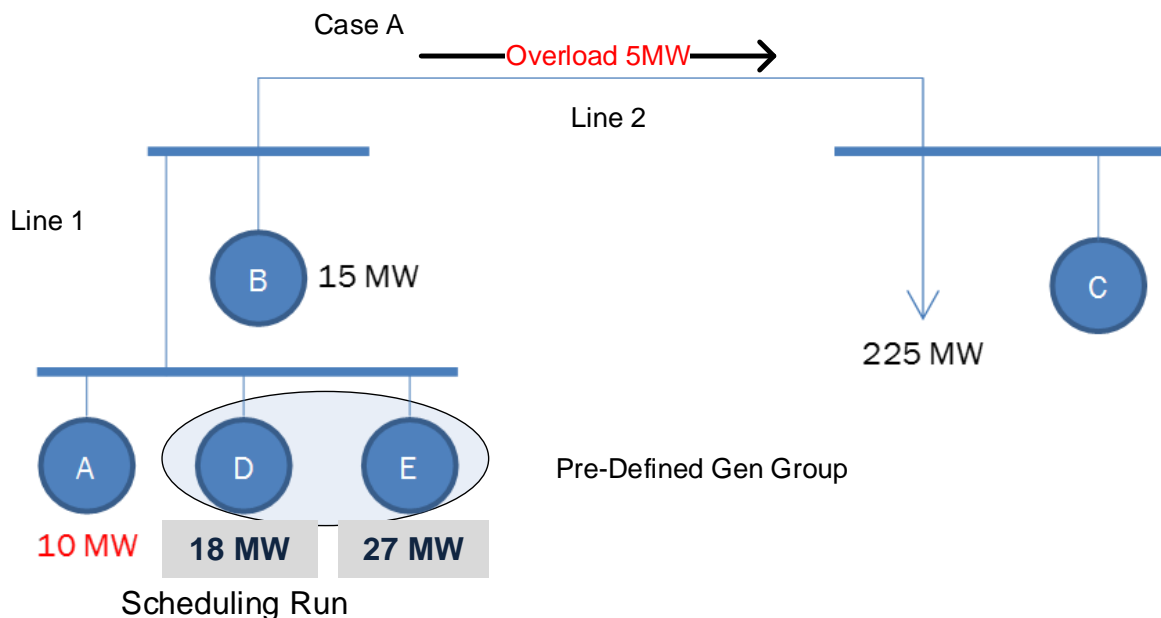 Case A
Overload 5MW
Line 2
Line 1
B
15 MW
C
225 MW
A
D
E
Pre-Defined Gen Group
10 MW
18 MW
27 MW
Scheduling Run